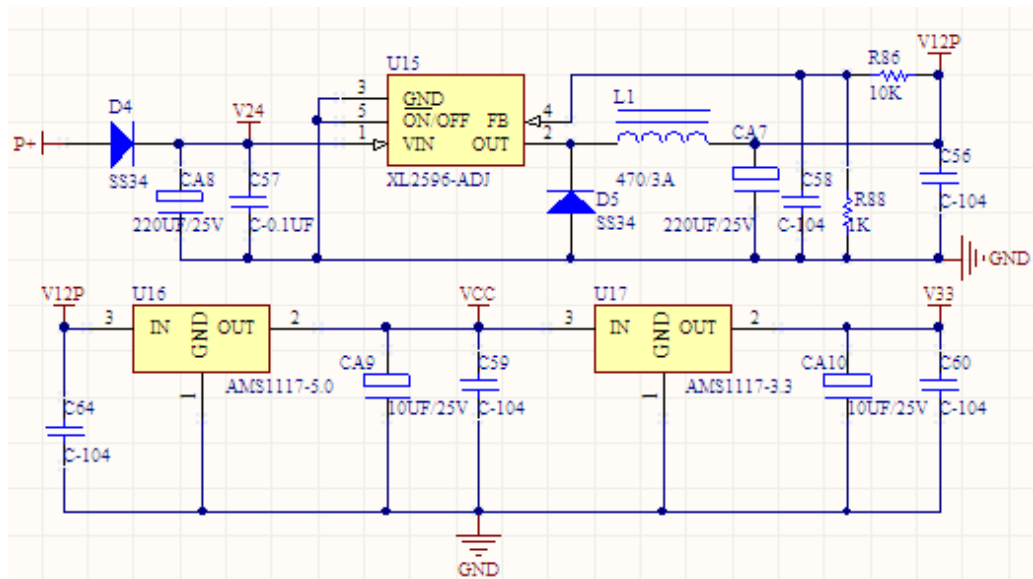 V12P
U15
R86
10K
D4
V24
3
GND
L1
5
ON/OFF
FB
4
CA7
P+
1
VIN
OUT
2
C56
SS34
CA8
C57
XL2596-ADJ
470/3A
C58
R88
C-104
220UF/25V
C-0.1UF
D5
SS34
220UF/25V
C-104
1K
GND
V12P
U16
VCC
U17
V33
3
IN
GND
OUT
2
3
IN
GND
OUT
2
CA9
C59
CA10
C60
1
AMS1117-5.0
1
AMS1117-3.3
C64
10UF/25V
C-104
10UF/25V
C-104
C-104
GND